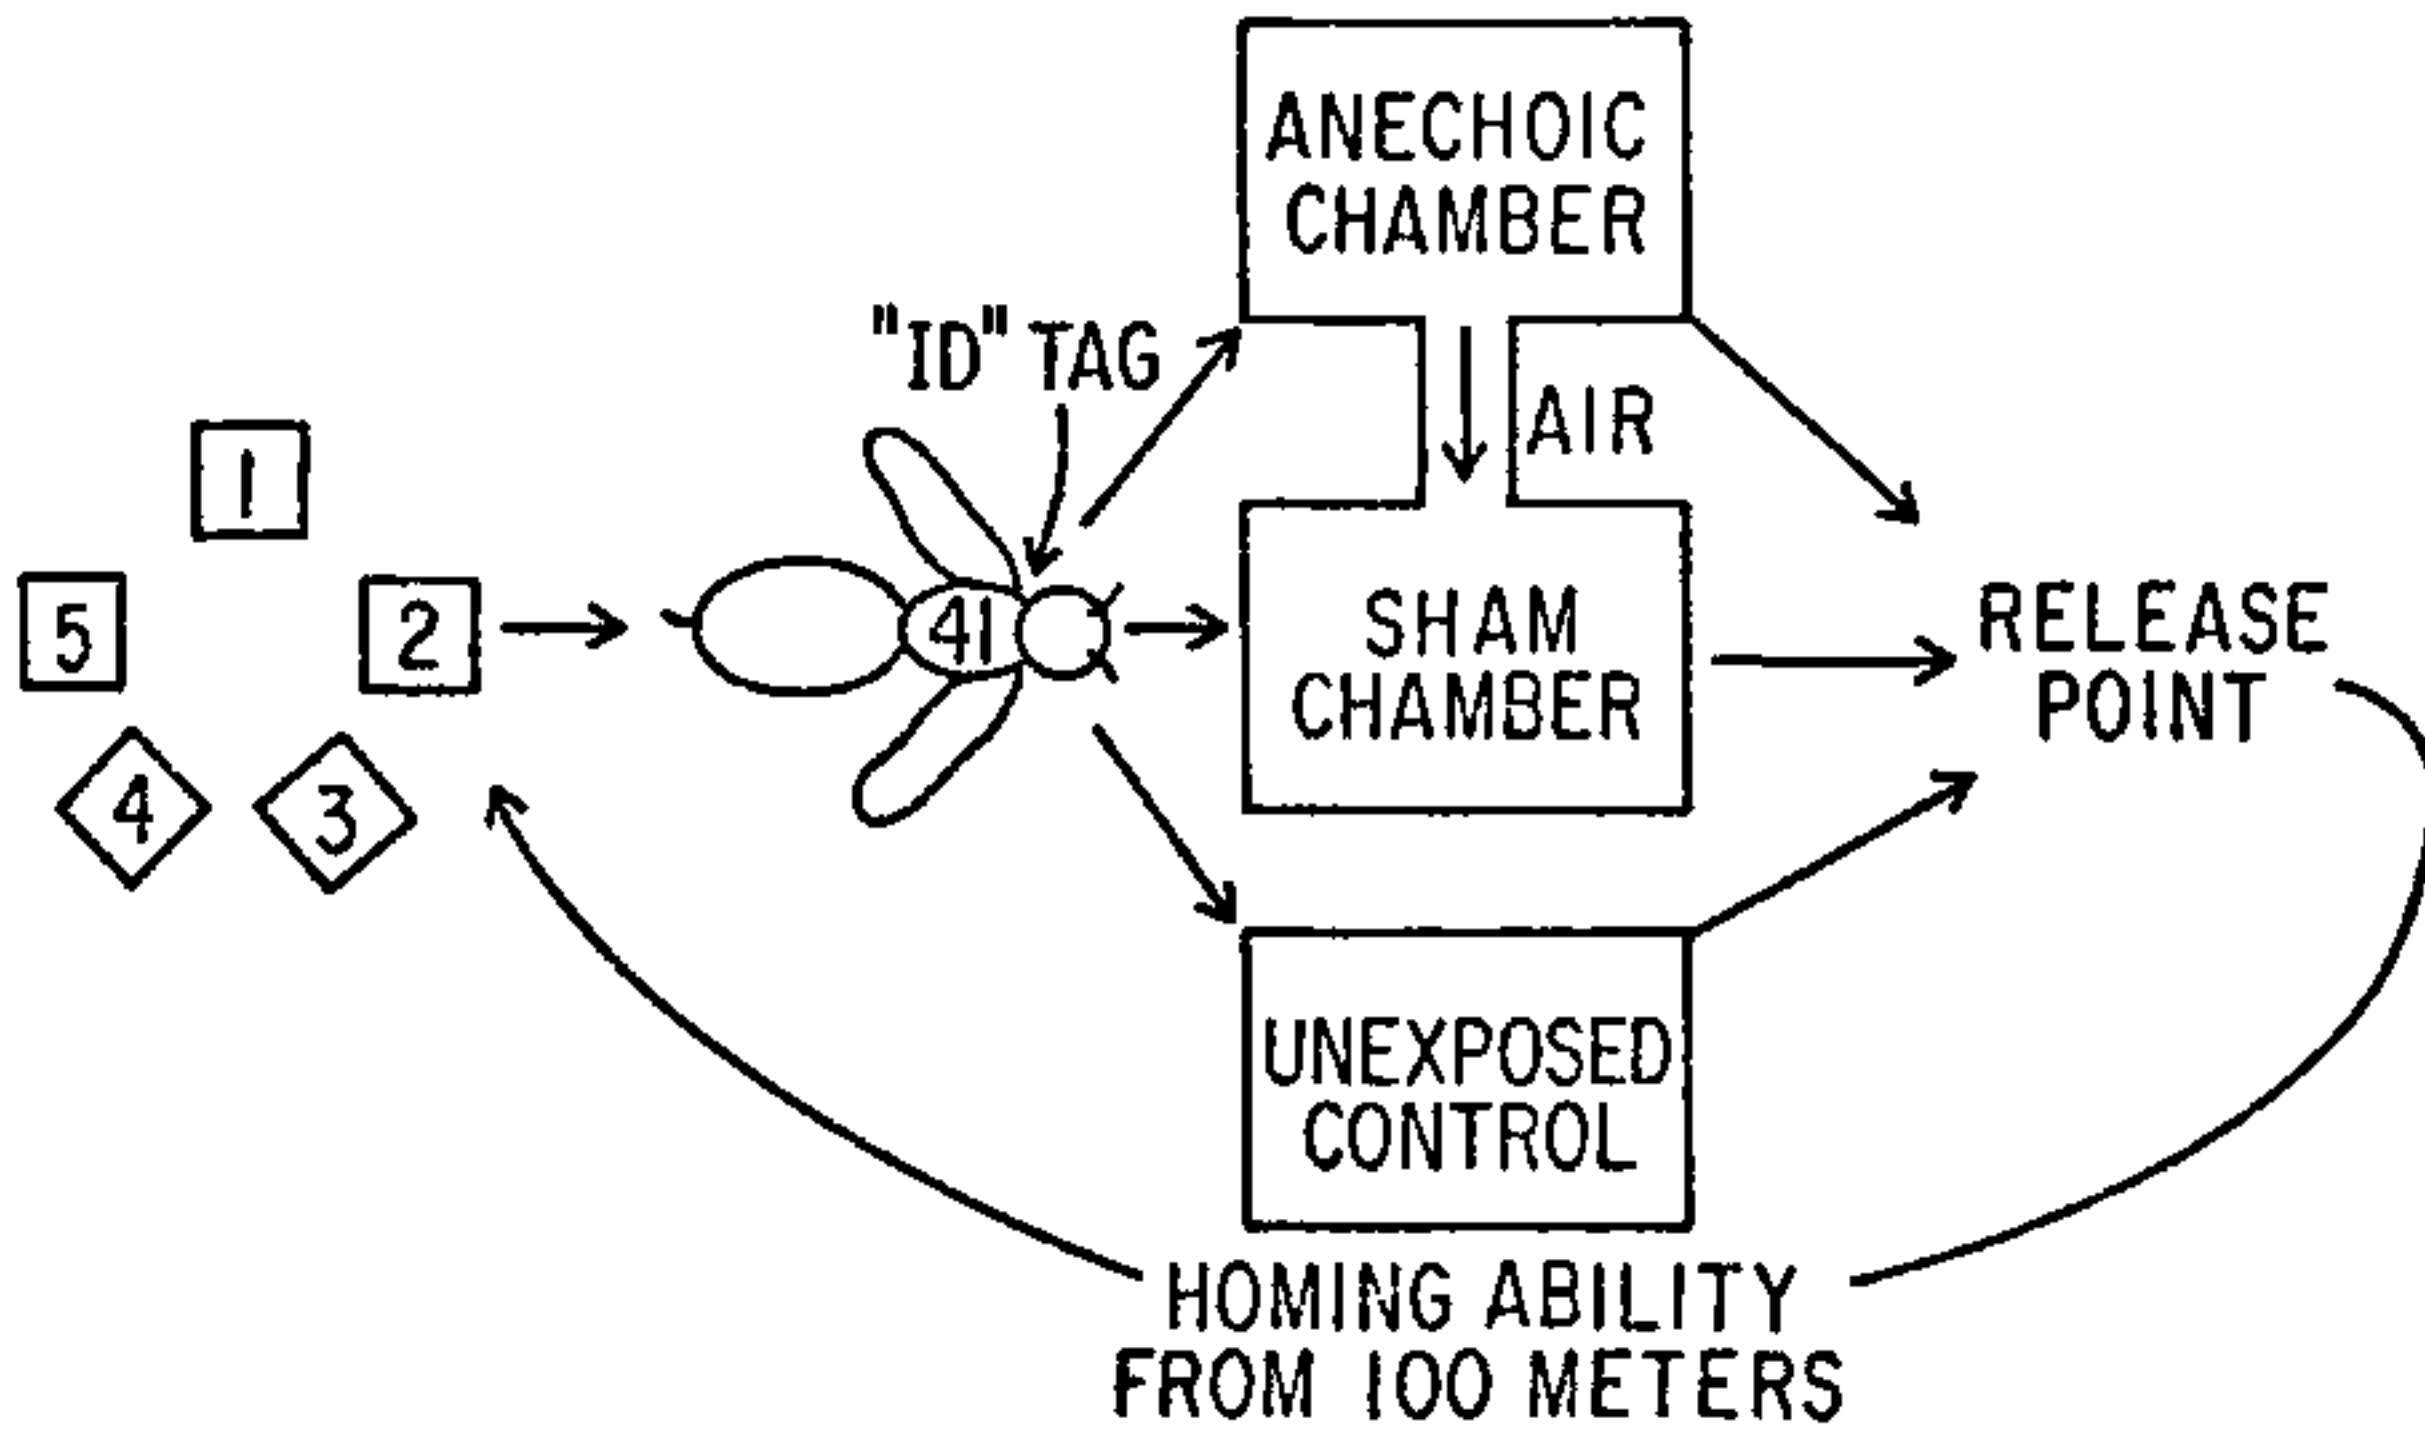 ANECHOIC
CHAMBER
"ID" TAG
AIR
1
5
2
4
3
41
SHAM
CHAMBER
RELEASE
POINT
UNEXPOSED
CONTROL
HOMING ABILITY
FROM 100 METERS